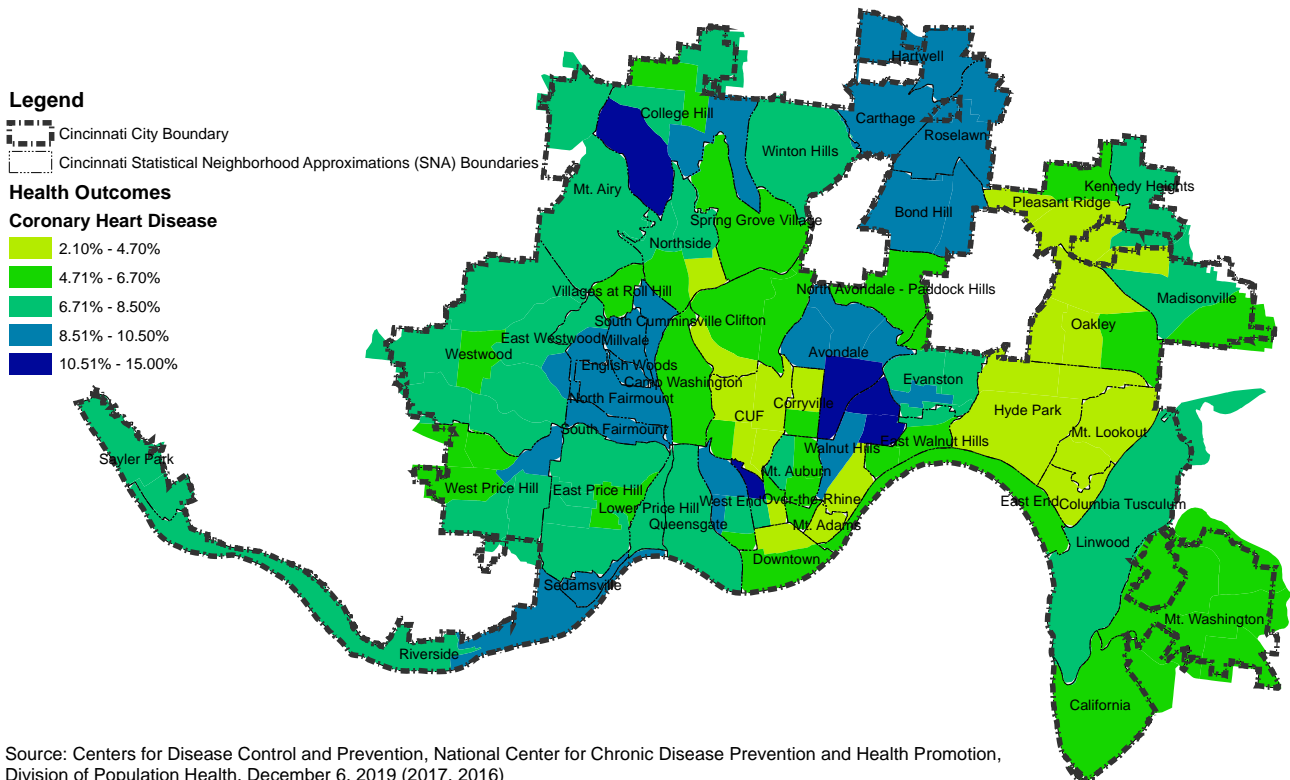 Legend
Cincinnati City Boundary
Cincinnati Statistical Neighborhood Approximations (SNA) Boundaries
Health Outcomes
Coronary Heart Disease
2.10% - 4.70%
4.71% - 6.70%
6.71% - 8.50%
8.51% - 10.50%
10.51% - 15.00%
Hartwell
College Hill
Carthage
Roselawn
Winton Hills
Mt. Airy
Kennedy Heights
Pleasant Ridge
Bond Hill
Spring Grove Village
Northside
Villages at Roll Hill
North Avondale - Paddock Hills
Madisonville
South Cumminsville
Clifton
Oakley
East Westwood
Millvale
Westwood
Avondale
English Woods
Camp Washington
Evanston
North Fairmount
Corryville
Hyde Park
CUF
South Fairmount
Mt. Lookout
East Walnut Hills
Walnut Hills
Sayler Park
Mt. Auburn
West Price Hill
East Price Hill
West End
Over-the-Rhine
East End
Columbia Tusculum
Lower Price Hill
Queensgate
Mt. Adams
Linwood
Downtown
Sedamsville
Mt. Washington
Riverside
California
Source: Centers for Disease Control and Prevention, National Center for Chronic Disease Prevention and Health Promotion,
Division of Population Health, December 6, 2019 (2017, 2016)